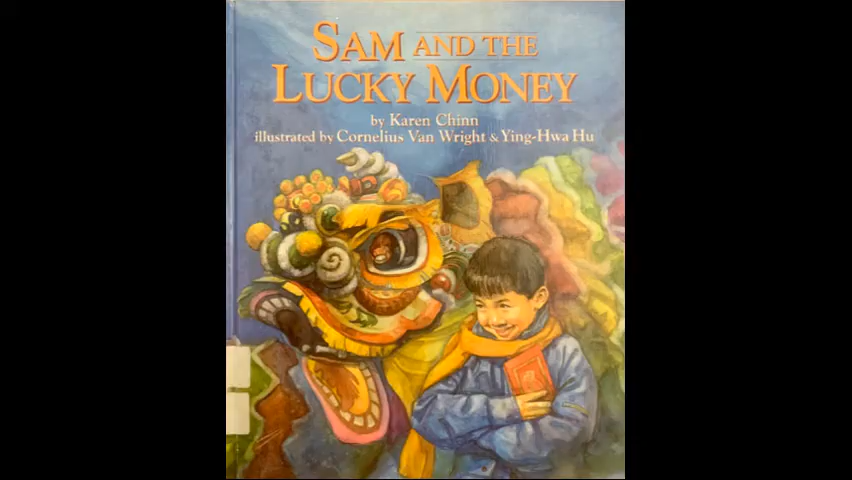 SAM AND THE
LUCKY MONEY
by Karen Chinn
illustrated by Cornelius Van Wright & Ying-Hwa Hu